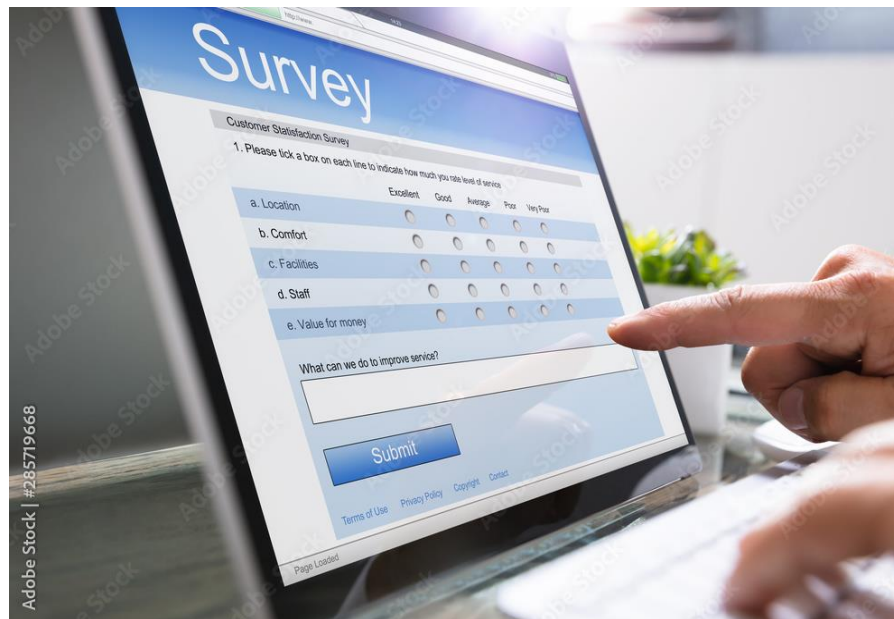 http://www
Survey
Customer Statisfaction Survey
1. Please tick a box on each line to indicate how much you rate level of service
Excellent Good Average Poor Very Poor
a. Location
b. Comfort
c. Facilities
d. Staff
e. Value for money
What can we do to improve service?
Submit
Terms of Use Privacy Policy Copyright Contact
Page Loaded
Adobe Stock | #285719668